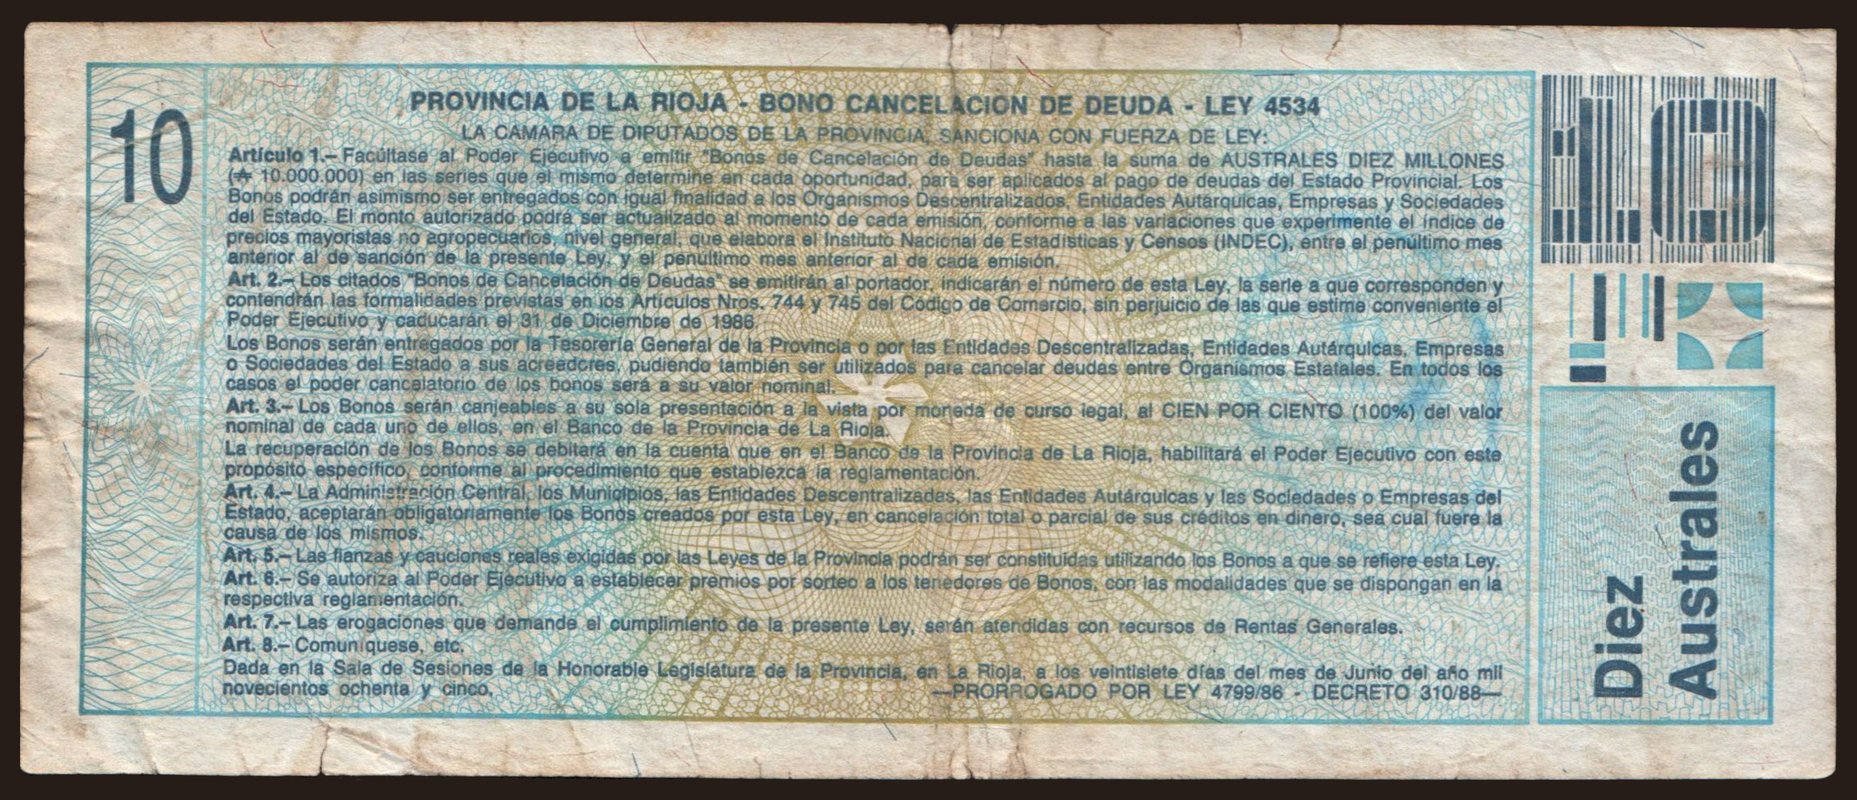 PROVINCIA DE LA RIOJA - BONO CANCELACION DE DEUDA - LEY 4534
LA CAMARA DE DIPUTADOS DE LA PROVINCIA, SANCIONA CON FUERZA DE LEY:
10
Artículo 1.– Facúltase al Poder Ejecutivo a emitir "Bonos de Cancelación de Deudas" hasta la suma de AUSTRALES DIEZ MILLONES
(₳ 10.000.000) en las series que el mismo determine en cada oportunidad, para ser aplicados al pago de deudas del Estado Provincial. Los
Bonos podrán asimismo ser entregados con igual finalidad a los Organismos Descentralizados, Entidades Autárquicas, Empresas y Sociedades
del Estado. El monto autorizado podrá ser actualizado al momento de cada emisión, conforme a las variaciones que experimente el índice de
precios mayoristas no agropecuarios, nivel general, que elabora el Instituto Nacional de Estadísticas y Censos (INDEC), entre el penúltimo mes
anterior al de sanción de la presente Ley, y el penúltimo mes anterior al de cada emisión.
Art. 2.– Los citados "Bonos de Cancelación de Deudas" se emitirán al portador, indicarán el número de esta Ley, la serie a que corresponden y
contendrán las formalidades previstas en los Artículos Nros. 744 y 745 del Código de Comercio, sin perjuicio de las que estime conveniente el
Poder Ejecutivo y caducarán el 31 de Diciembre de 1986.
Los Bonos serán entregados por la Tesorería General de la Provincia o por las Entidades Descentralizadas, Entidades Autárquicas, Empresas
o Sociedades del Estado a sus acreedores, pudiendo también ser utilizados para cancelar deudas entre Organismos Estatales. En todos los
casos el poder cancelatorio de los bonos será a su valor nominal.
Art. 3.– Los Bonos serán canjeables a su sola presentación a la vista por moneda de curso legal, al CIEN POR CIENTO (100%) del valor
nominal de cada uno de ellos, en el Banco de la Provincia de La Rioja.
La recuperación de los Bonos se debitará en la cuenta que en el Banco de la Provincia de La Rioja, habilitará el Poder Ejecutivo con este
propósito específico, conforme al procedimiento que establezca la reglamentación.
Art. 4.– La Administración Central, los Municipios, las Entidades Descentralizadas, las Entidades Autárquicas y las Sociedades o Empresas del
Estado, aceptarán obligatoriamente los Bonos creados por esta Ley, en cancelación total o parcial de sus créditos en dinero, sea cual fuere la
causa de los mismos.
Art. 5.– Las fianzas y cauciones reales exigidas por las Leyes de la Provincia podrán ser constituidas utilizando los Bonos a que se refiere esta Ley.
Art. 6.– Se autoriza al Poder Ejecutivo a establecer premios por sorteo a los tenedores de Bonos, con las modalidades que se dispongan en la
respectiva reglamentación.
Art. 7.– Las erogaciones que demande el cumplimiento de la presente Ley, serán atendidas con recursos de Rentas Generales.
Art. 8.– Comuníquese, etc.
Dada en la Sala de Sesiones de la Honorable Legislatura de la Provincia, en La Rioja, a los veintisiete días del mes de Junio del año mil
novecientos ochenta y cinco.
—PRORROGADO POR LEY 4799/86 - DECRETO 310/88—
10
Diez
Australes